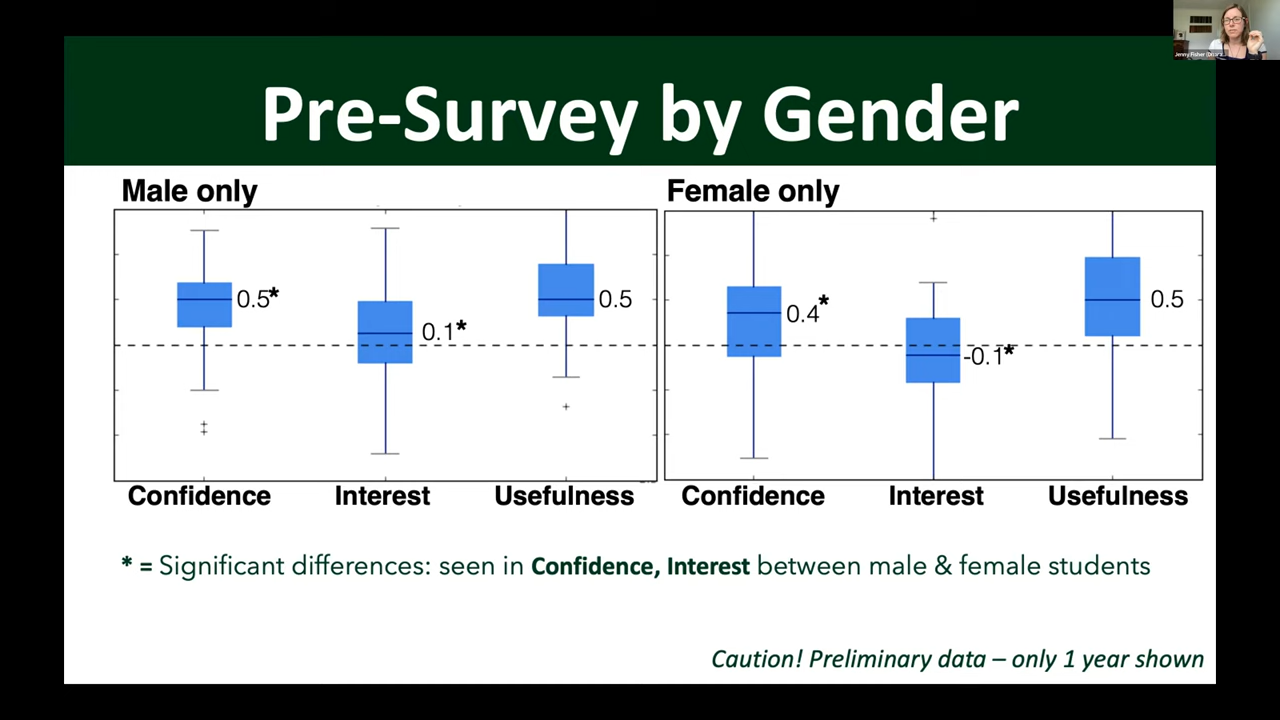 Jenny Fisher
Pre-Survey by Gender
Male only
Female only
0.5*
0.1*
0.5
0.4*
-0.1*
0.5
Confidence
Interest
Usefulness
Confidence
Interest
Usefulness
* = Significant differences: seen in Confidence, Interest between male & female students
Caution! Preliminary data – only 1 year shown